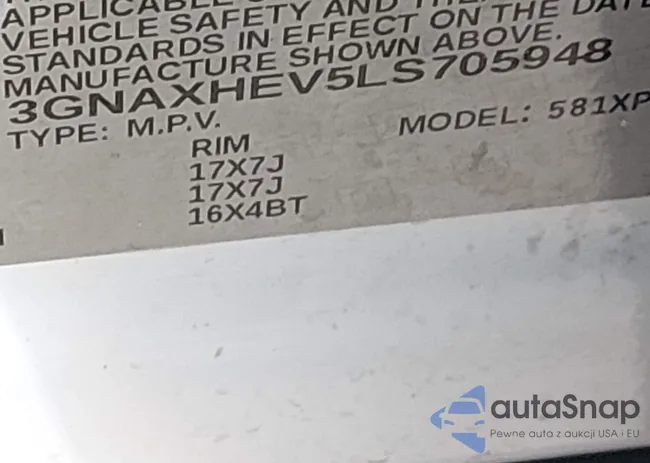 APPLICABLE
VEHICLE SAFETY AND
STANDARDS IN EFFECT ON THE DATE
MANUFACTURE SHOWN ABOVE.
3GNAXHEV5LS705948
TYPE: M.P.V. MODEL: 581XP
RIM
17X7J
17X7J
16X4BT
autaSnap
Pewne auta z aukcji USA i EU